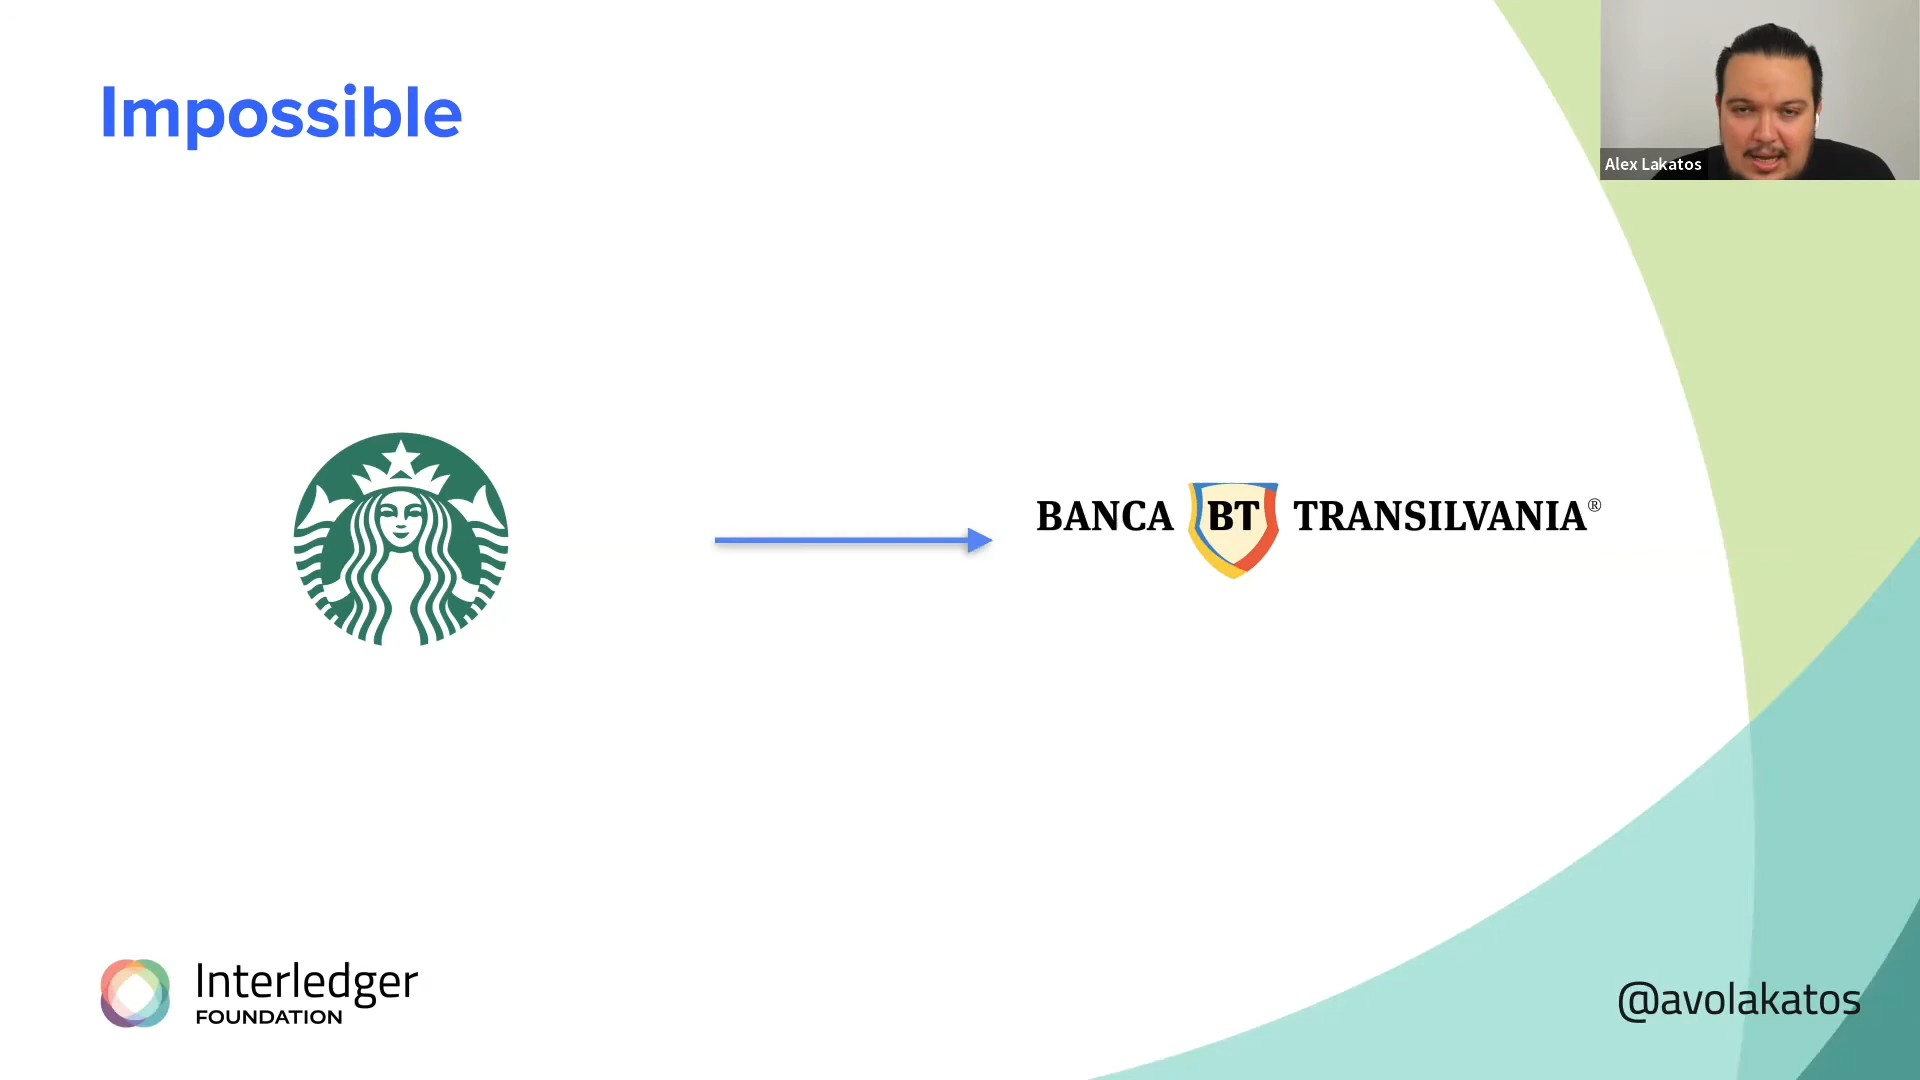 Impossible
Alex Lakatos
BANCA BT TRANSILVANIA®
Interledger
FOUNDATION
@avolakatos